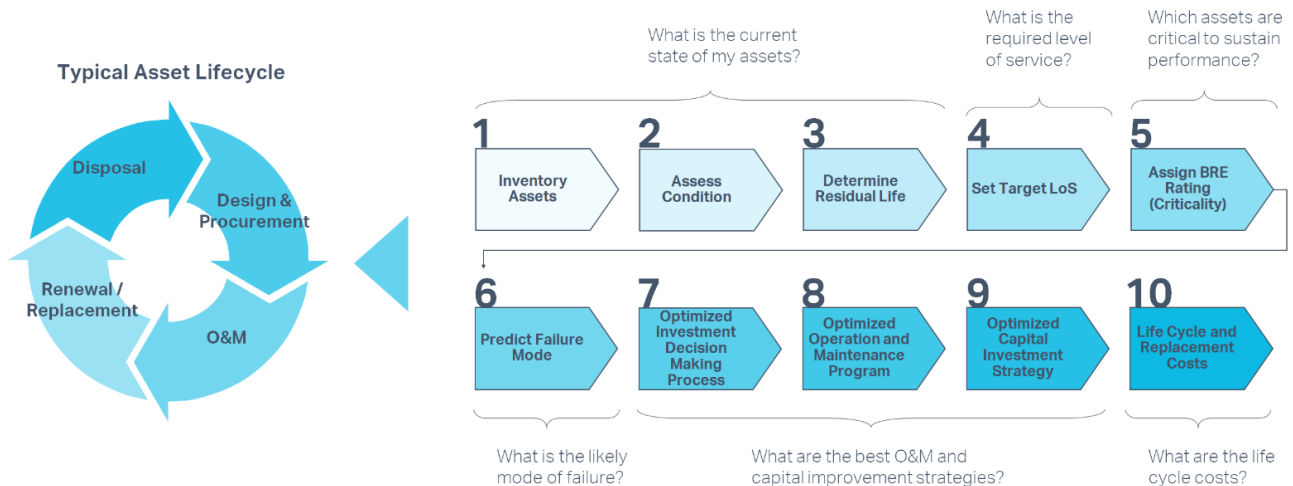 Typical Asset Lifecycle
Disposal
Design &
Procurement
O&M
Renewal /
Replacement
What is the current
state of my assets?
What is the
required level
of service?
Which assets are
critical to sustain
performance?
1
Inventory
Assets
2
Assess
Condition
3
Determine
Residual Life
4
Set Target LoS
5
Assign BRE
Rating
(Criticality)
6
Predict Failure
Mode
7
Optimized
Investment
Decision
Making
Process
8
Optimized
Operation and
Maintenance
Program
9
Optimized
Capital
Investment
Strategy
10
Life Cycle and
Replacement
Costs
What is the likely
mode of failure?
What are the best O&M and
capital improvement strategies?
What are the life
cycle costs?